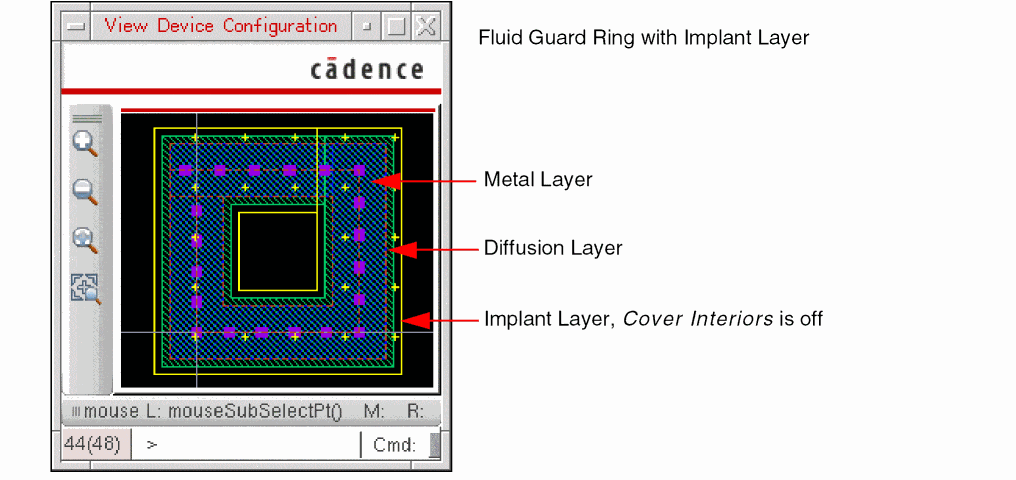 View Device Configuration
Fluid Guard Ring with Implant Layer
cādence
Metal Layer
Diffusion Layer
Implant Layer, Cover Interiors is off
mouse L: mouseSubSelectPt() M: R:
44(48) > Cmd: